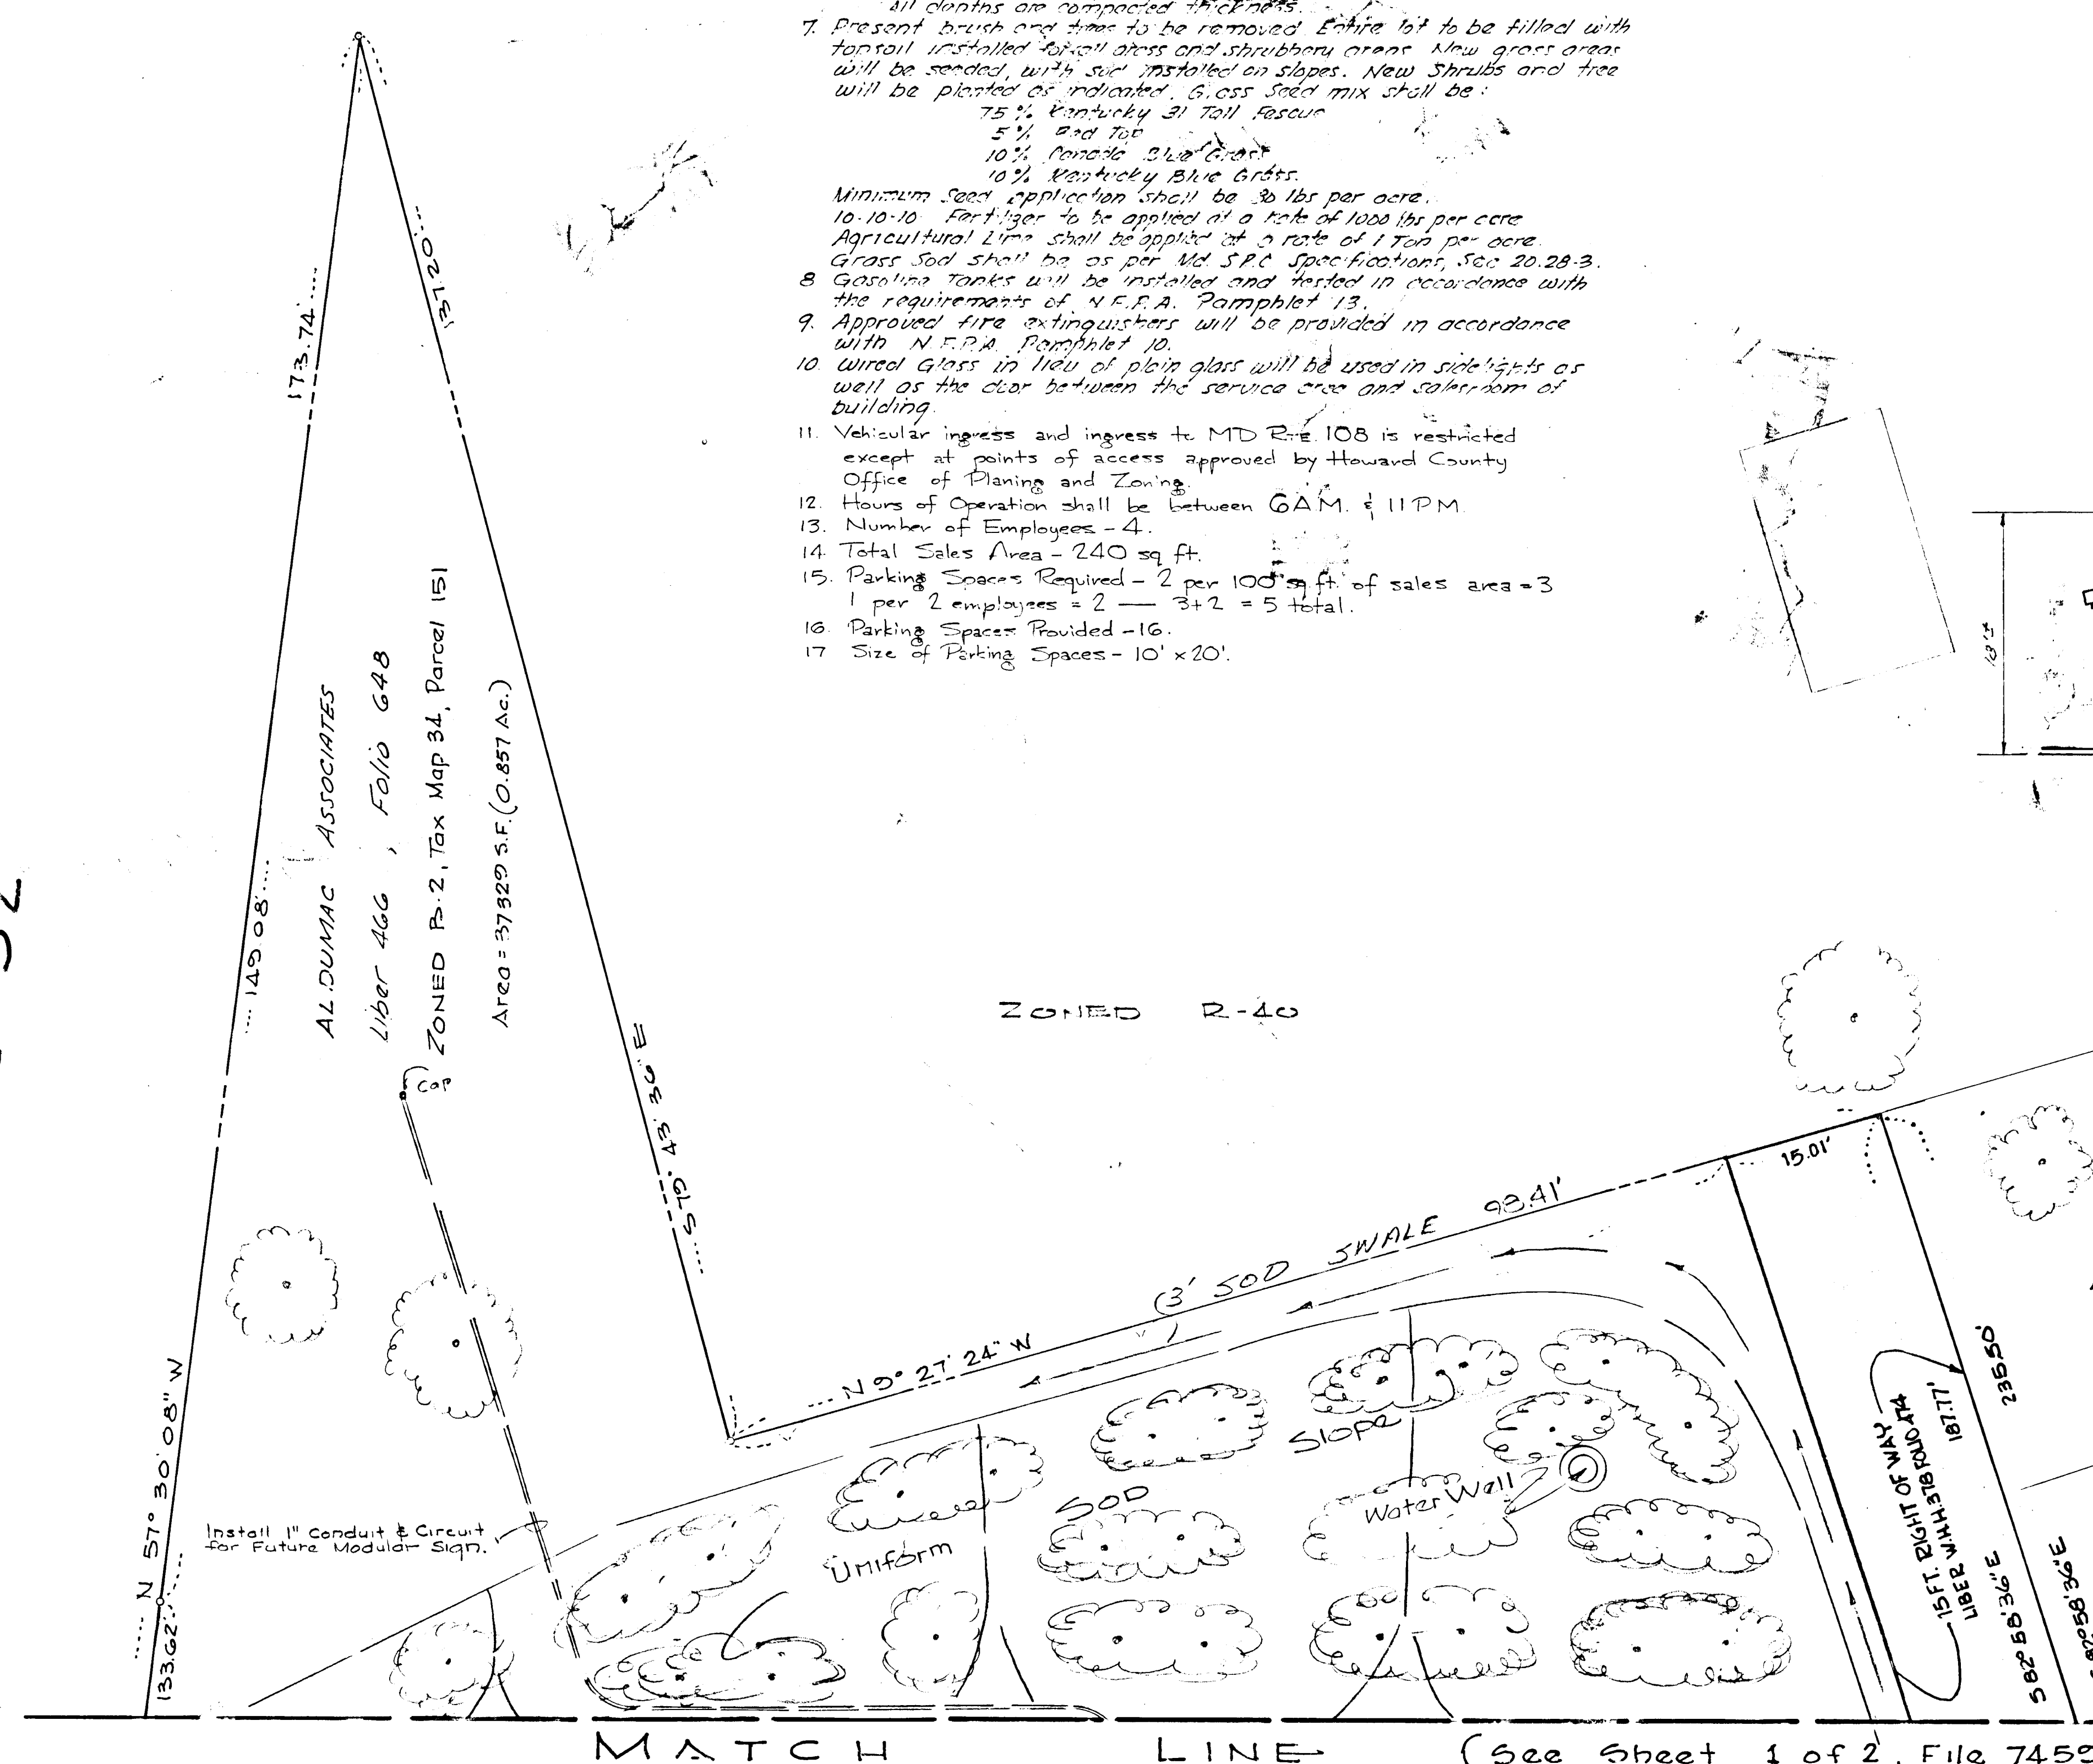 All depths are compacted thickness.
7. Present brush and trees to be removed. Entire lot to be filled with
topsoil installed for all grass and shrubbery areas. New grass areas
will be seeded, with sod installed on slopes. New Shrubs and tree
will be planted as indicated. Grass Seed mix shall be:
75% Kentucky 31 Tall Fescue
5% Red Top
10% Canada Blue Grass
10% Kentucky Blue Grass.
Minimum Seed application shall be 30 lbs per acre.
10-10-10 Fertilizer to be applied at a rate of 1000 lbs per acre
Agricultural Lime shall be applied at a rate of 1 Ton per acre.
Grass Sod shall be as per Md. S.R.C Specifications, Sec 20.28-3.
8 Gasoline Tanks will be installed and tested in accordance with
the requirements of N.F.P.A. Pamphlet 13.
9. Approved fire extinguishers will be provided in accordance
with N.F.P.A. Pamphlet 10.
10. Wired Glass in lieu of plain glass will be used in sidelights as
well as the door between the service area and salesroom of
building.
11. Vehicular ingress and ingress to MD Rte. 108 is restricted
except at points of access approved by Howard County
Office of Planing and Zoning.
12. Hours of Operation shall be between 6 A.M. & 11 P.M.
13. Number of Employees - 4.
14. Total Sales Area - 240 sq ft.
15. Parking Spaces Required - 2 per 100 sq ft. of sales area = 3
1 per 2 employees = 2 — 3+2 = 5 total.
16. Parking Spaces Provided - 16.
17 Size of Parking Spaces - 10' x 20'.
173.74'
137.20'
149.08'
AL.DUMAC ASSOCIATES
Liber 466 , Folio 648
ZONED B-2, Tax Map 34, Parcel 151
Area = 37329 S.F. (0.857 Ac.)
S 79° 43' 36" E
Cap
ZONED R-40
18'±
15.01'
98.41'
(3' SOD SWALE
N 9° 27' 24" W
N 57° 30' 08" W
133.62'
Install 1" Conduit & Circuit
for Future Modular Sign.
Slope
SOD
Uniform
Water Well
15 FT. RIGHT OF WAY
LIBER W.H.H. 378 FOLIO 474
187.77'
235.50'
S 82° 58' 36" E
82° 58' 36" E
MATCH LINE (See Sheet 1 of 2, File 7459